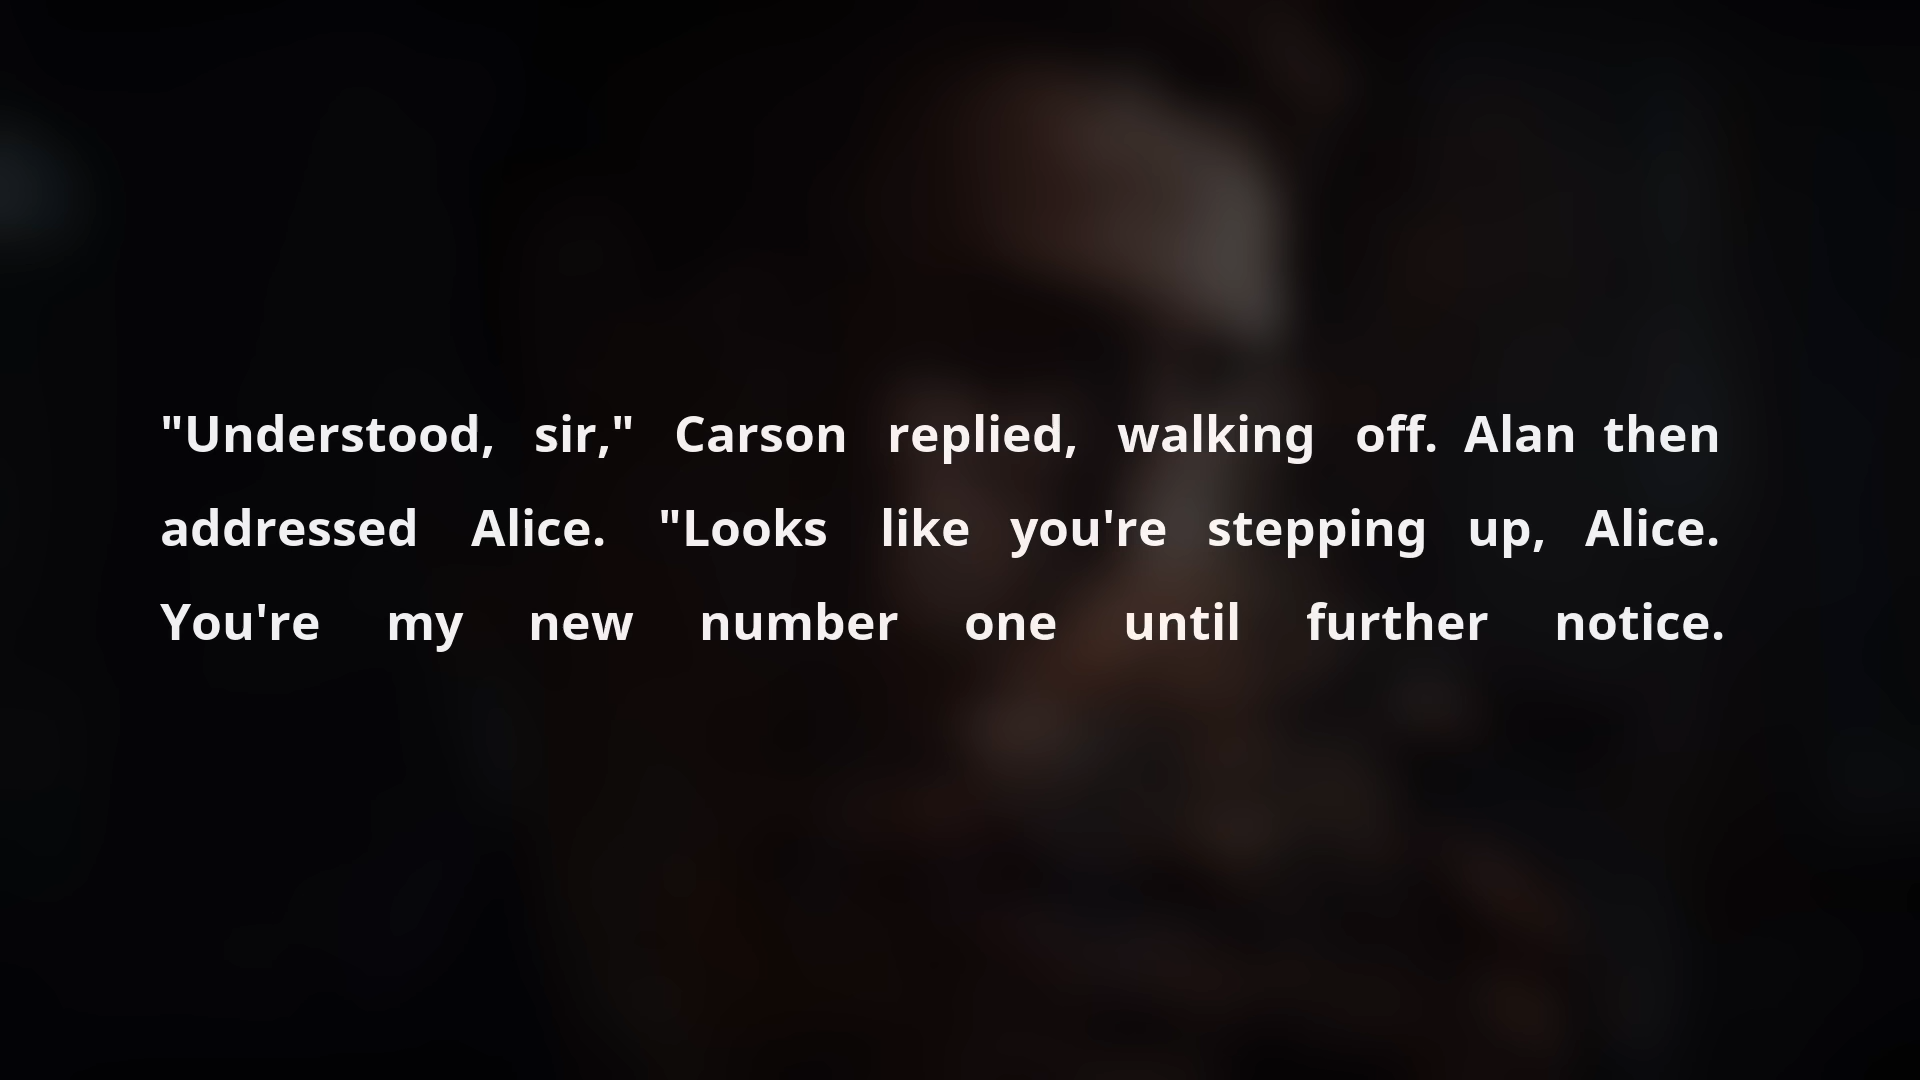 "Understood, sir," Carson replied, walking off. Alan then
addressed Alice. "Looks like you're stepping up, Alice.
You're my new number one until further notice.